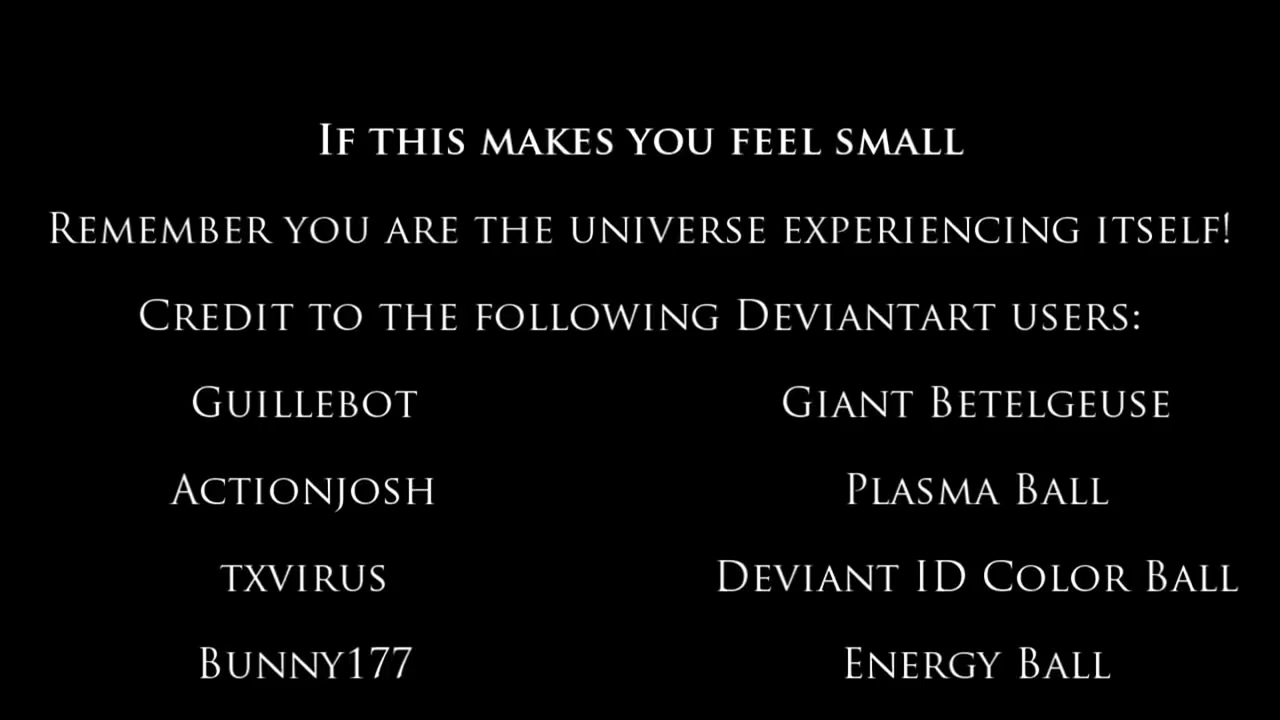 If this makes you feel small
Remember you are the universe experiencing itself!
Credit to the following Deviantart users:
Guillebot Giant Betelgeuse
Actionjosh Plasma Ball
txvirus Deviant ID Color Ball
Bunny177 Energy Ball